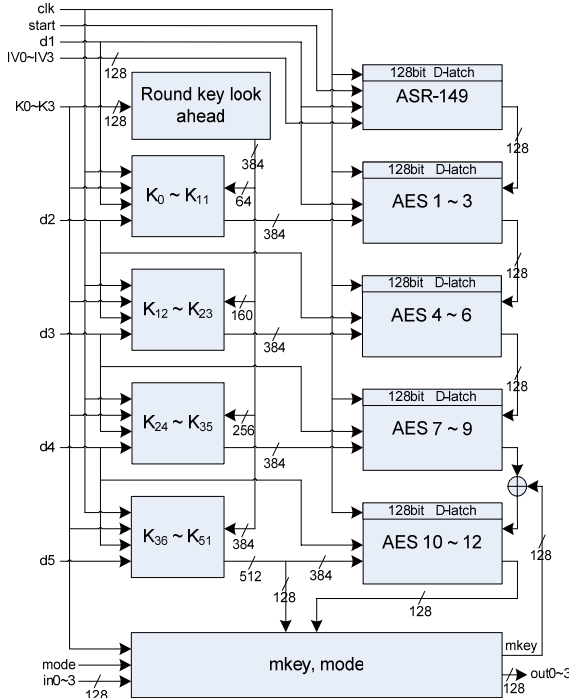 clk
start
d1
IV0~IV3
128
128bit D-latch
ASR-149
K0~K3
128
Round key look
ahead
384
128
K0 ~ K11
64
d2
384
128bit D-latch
AES 1 ~ 3
128
K12 ~ K23
160
d3
384
128bit D-latch
AES 4 ~ 6
128
K24 ~ K35
256
d4
384
128bit D-latch
AES 7 ~ 9
K36 ~ K51
384
d5
512
384
128
128bit D-latch
AES 10 ~ 12
128
128
mkey, mode
mkey
mode
in0~3
128
128
out0~3